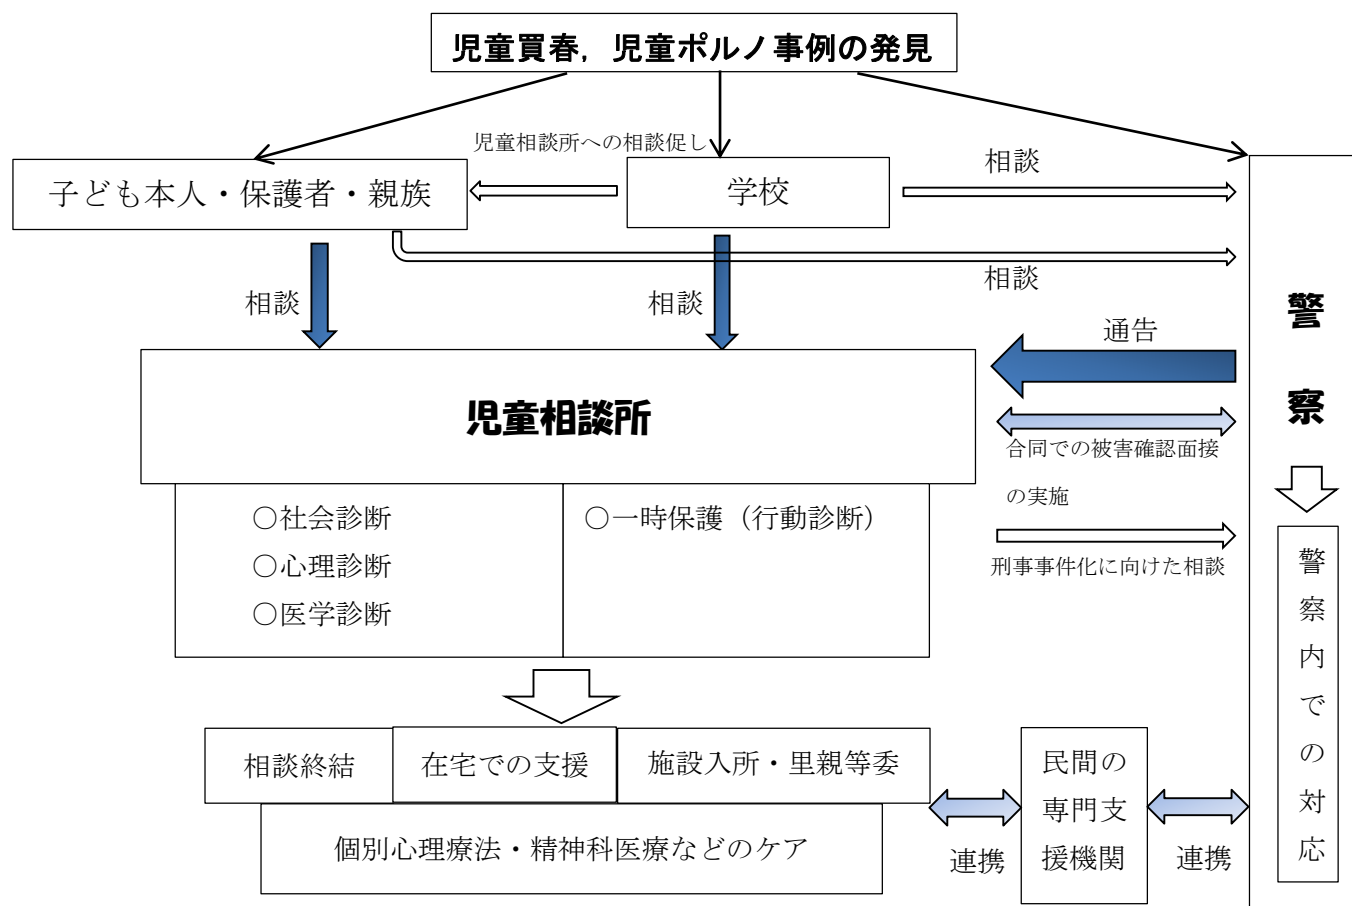 児童買春，児童ポルノ事例の発見
児童相談所への相談促し
子ども本人・保護者・親族
学校
相談
相談
相談
相談
通告
警
察
児童相談所
合同での被害確認面接
の実施
○社会診断
○心理診断
○医学診断
○一時保護（行動診断）
刑事事件化に向けた相談
警
察
内
で
の
対
応
相談終結
在宅での支援
施設入所・里親等委
民間の
専門支
援機関
個別心理療法・精神科医療などのケア
連携
連携